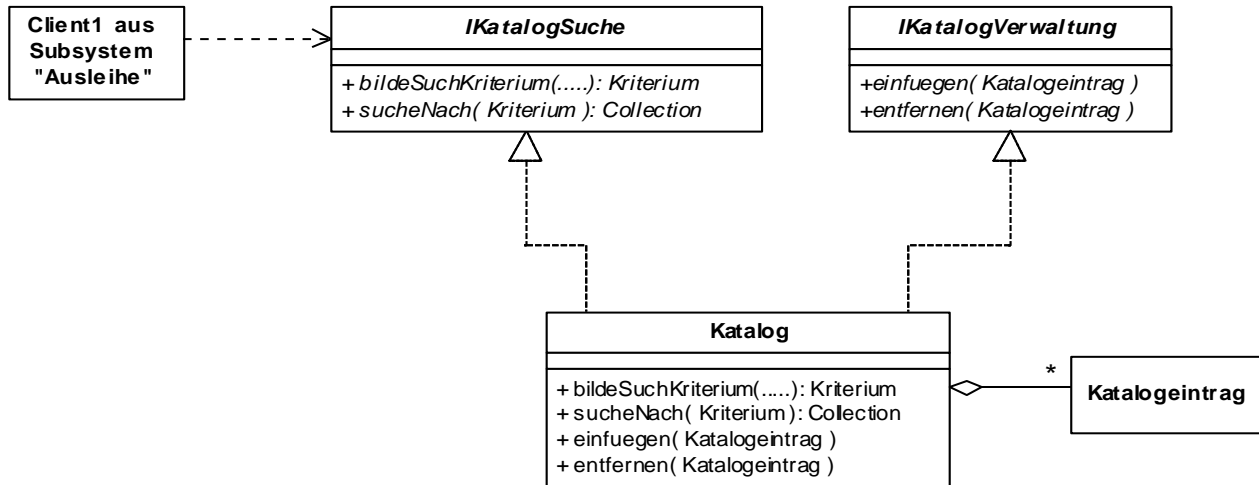 Client1 aus
Subsystem
"Ausleihe"
IKatalogSuche
+ bildeSuchKriterium(.....): Kriterium
+ sucheNach( Kriterium ): Collection
IKatalogVerwaltung
+einfuegen( Katalogeintrag )
+entfernen( Katalogeintrag )
Katalog
+ bildeSuchKriterium(.....): Kriterium
+ sucheNach( Kriterium ): Collection
+ einfuegen( Katalogeintrag )
+ entfernen( Katalogeintrag )
*
Katalogeintrag